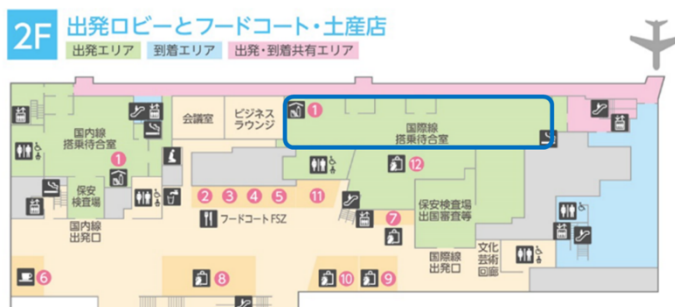 2F 出発ロビーとフードコート・土産店
出発エリア 到着エリア 出発・到着共有エリア
会議室
ビジネス
ラウンジ
1
国際線
搭乗待合室
国内線
搭乗待合室
1
12
保安
検査場
2 3 4 5 11
フードコート FSZ
7
保安検査場
出国審査等
国内線
出発口
国際線
出発口
文化
芸術
回廊
6
8
10
9